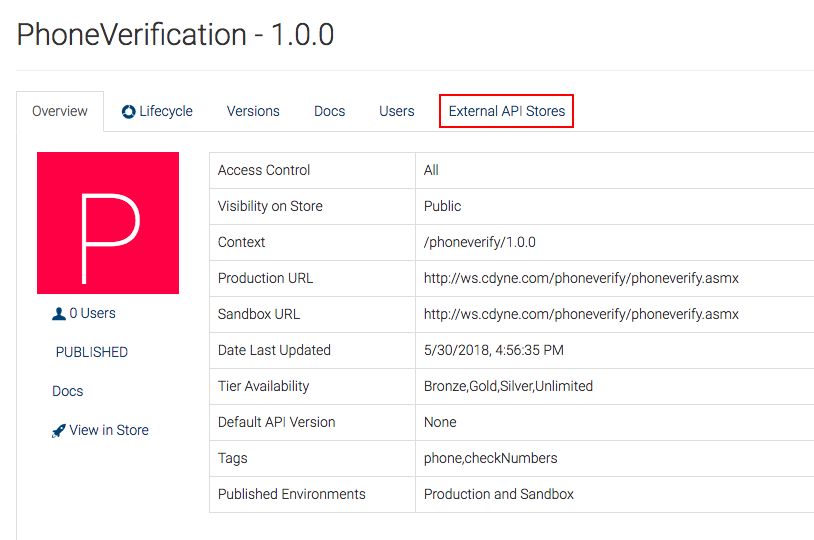 PhoneVerification - 1.0.0
Overview Lifecycle Versions Docs Users External API Stores
P
0 Users
PUBLISHED
Docs
View in Store
Access Control All
Visibility on Store Public
Context /phoneverify/1.0.0
Production URL http://ws.cdyne.com/phoneverify/phoneverify.asmx
Sandbox URL http://ws.cdyne.com/phoneverify/phoneverify.asmx
Date Last Updated 5/30/2018, 4:56:35 PM
Tier Availability Bronze,Gold,Silver,Unlimited
Default API Version None
Tags phone,checkNumbers
Published Environments Production and Sandbox